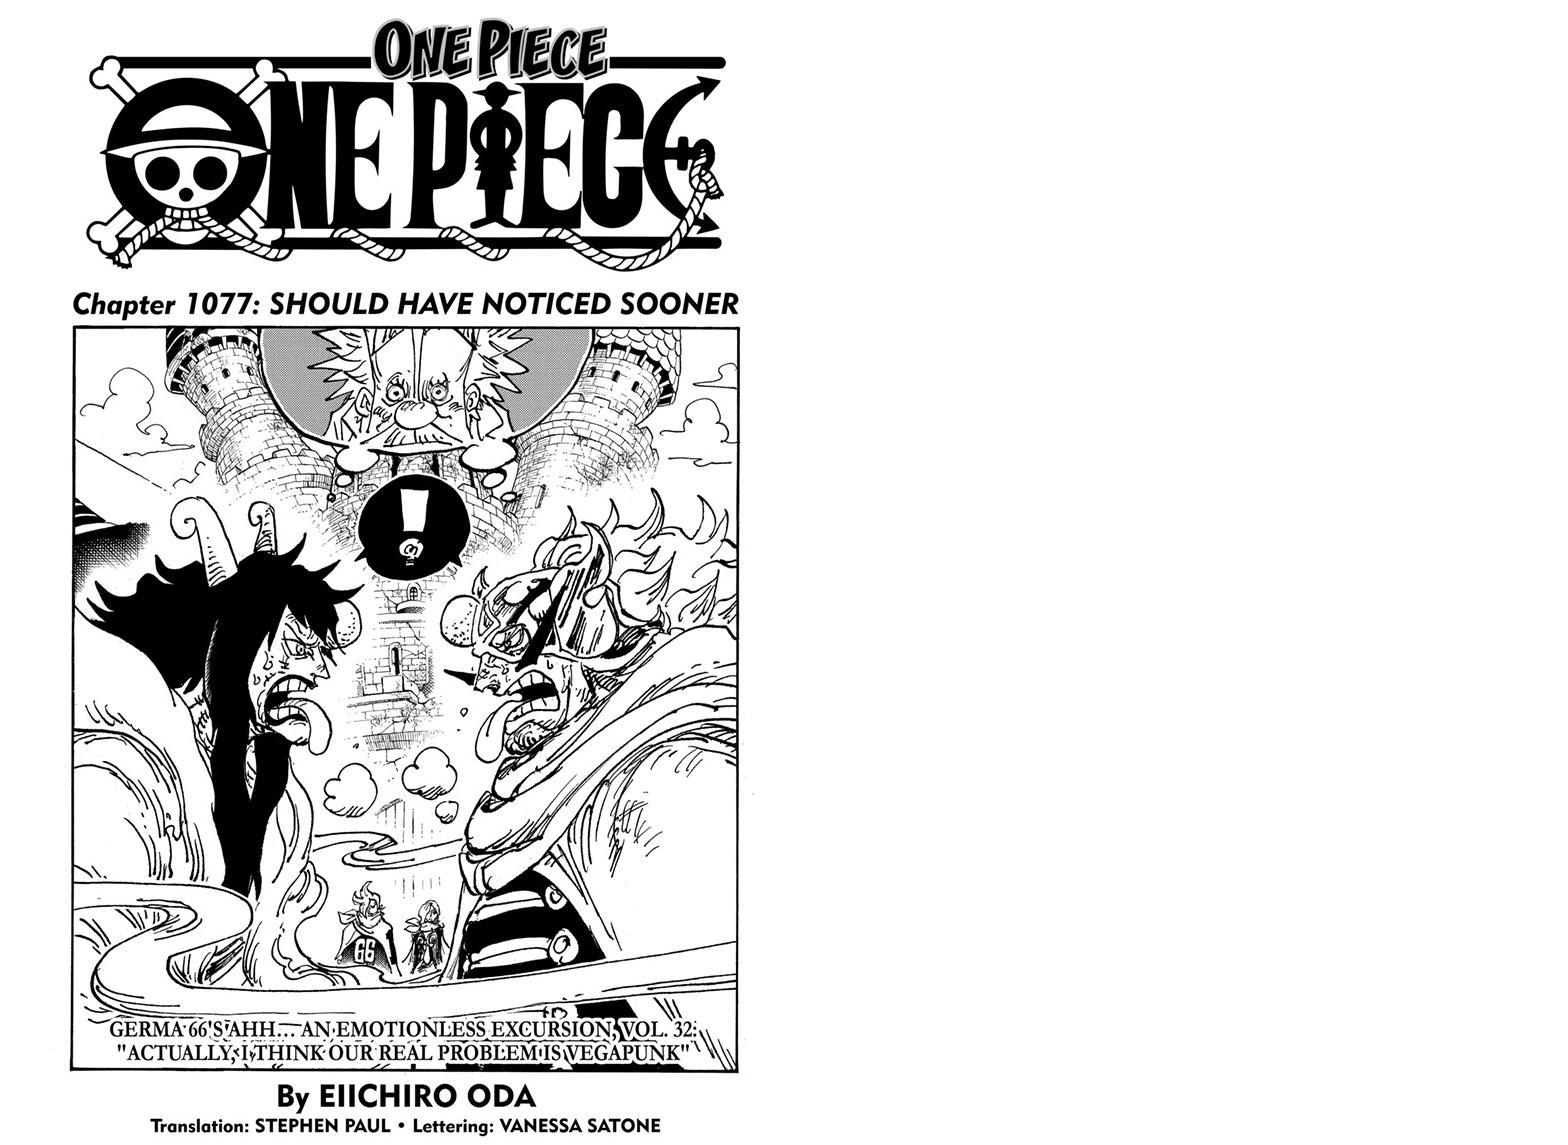 ONE PIECE
ONE PIECE
Chapter 1077: SHOULD HAVE NOTICED SOONER
!
66
GERMA 66'S AHH... AN EMOTIONLESS EXCURSION, VOL. 32:
"ACTUALLY, I THINK OUR REAL PROBLEM IS VEGAPUNK"
By EIICHIRO ODA
Translation: STEPHEN PAUL • Lettering: VANESSA SATONE